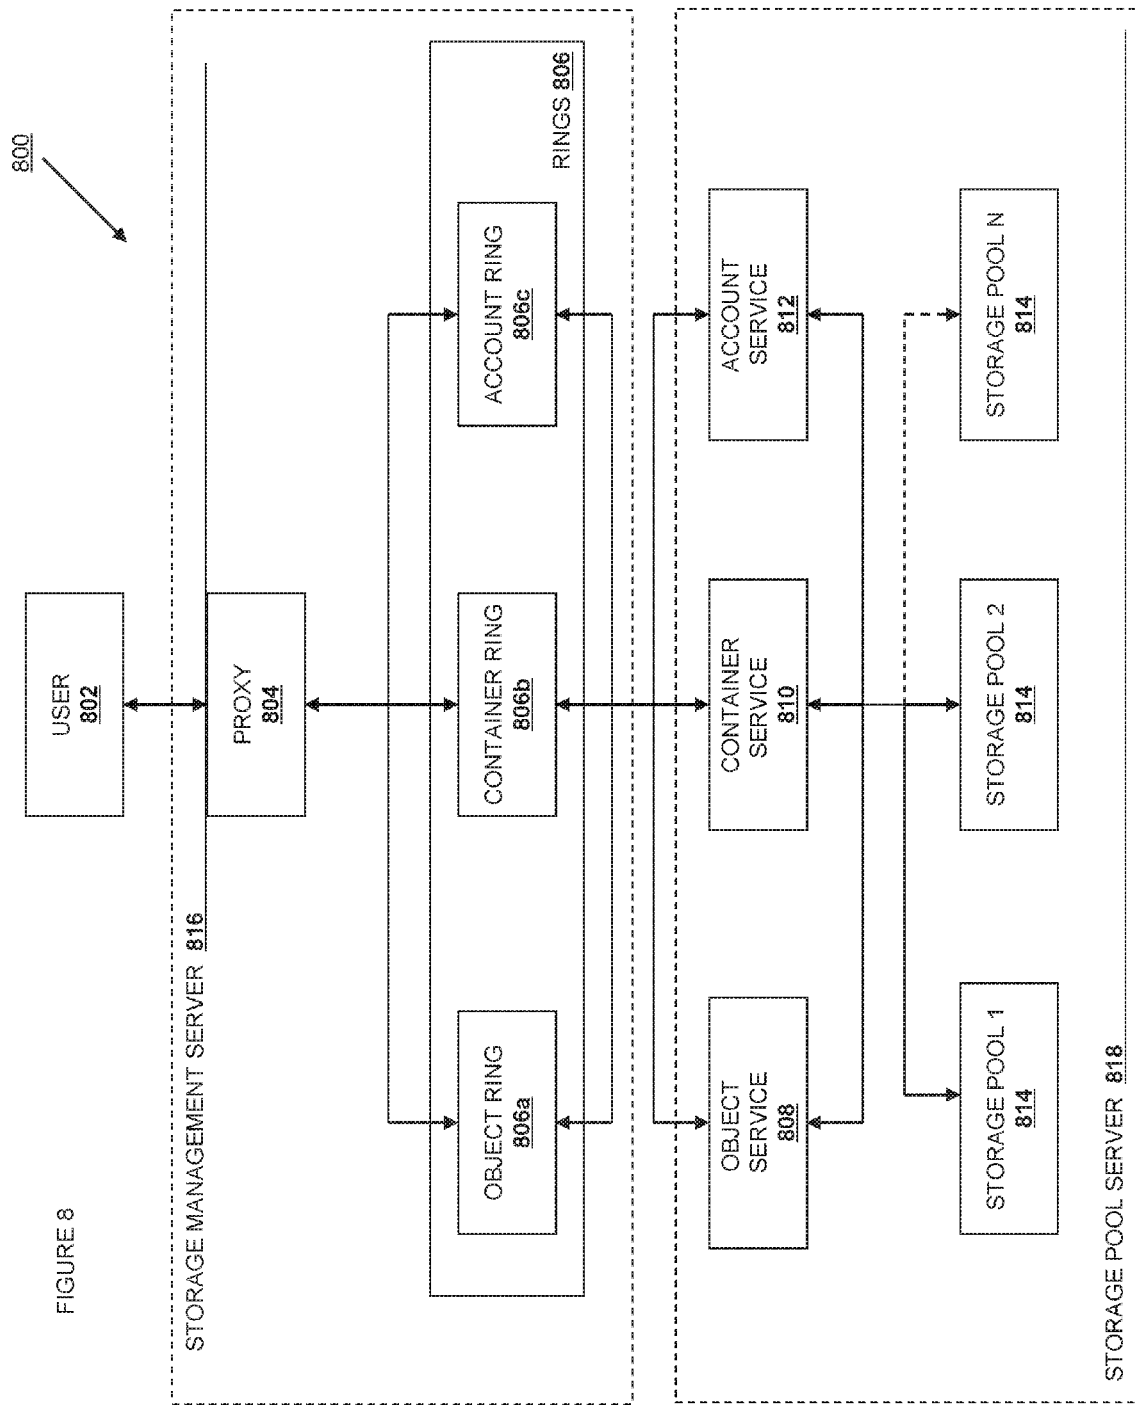 FIGURE 8
800
USER
802
STORAGE MANAGEMENT SERVER 816
PROXY
804
OBJECT RING
806a
CONTAINER RING
806b
ACCOUNT RING
806c
RINGS 806
OBJECT
SERVICE
808
CONTAINER
SERVICE
810
ACCOUNT
SERVICE
812
STORAGE POOL 1
814
STORAGE POOL 2
814
STORAGE POOL N
814
STORAGE POOL SERVER 818